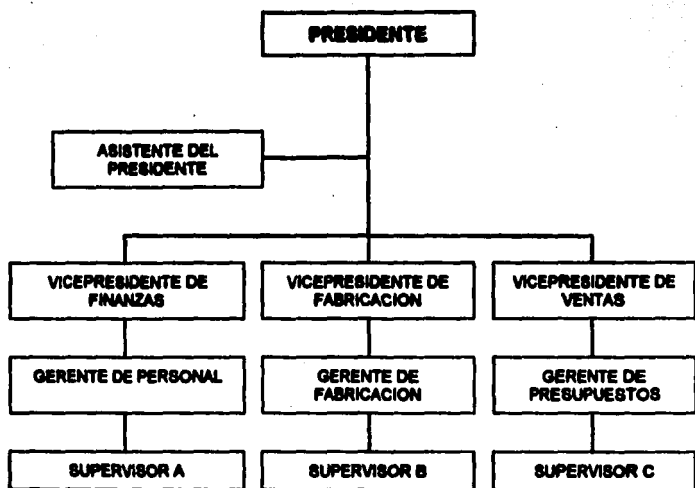 PRESIDENTE
ASISTENTE DEL
PRESIDENTE
VICEPRESIDENTE DE
FINANZAS
VICEPRESIDENTE DE
FABRICACION
VICEPRESIDENTE DE
VENTAS
GERENTE DE PERSONAL
GERENTE DE
FABRICACION
GERENTE DE
PRESUPUESTOS
SUPERVISOR A
SUPERVISOR B
SUPERVISOR C